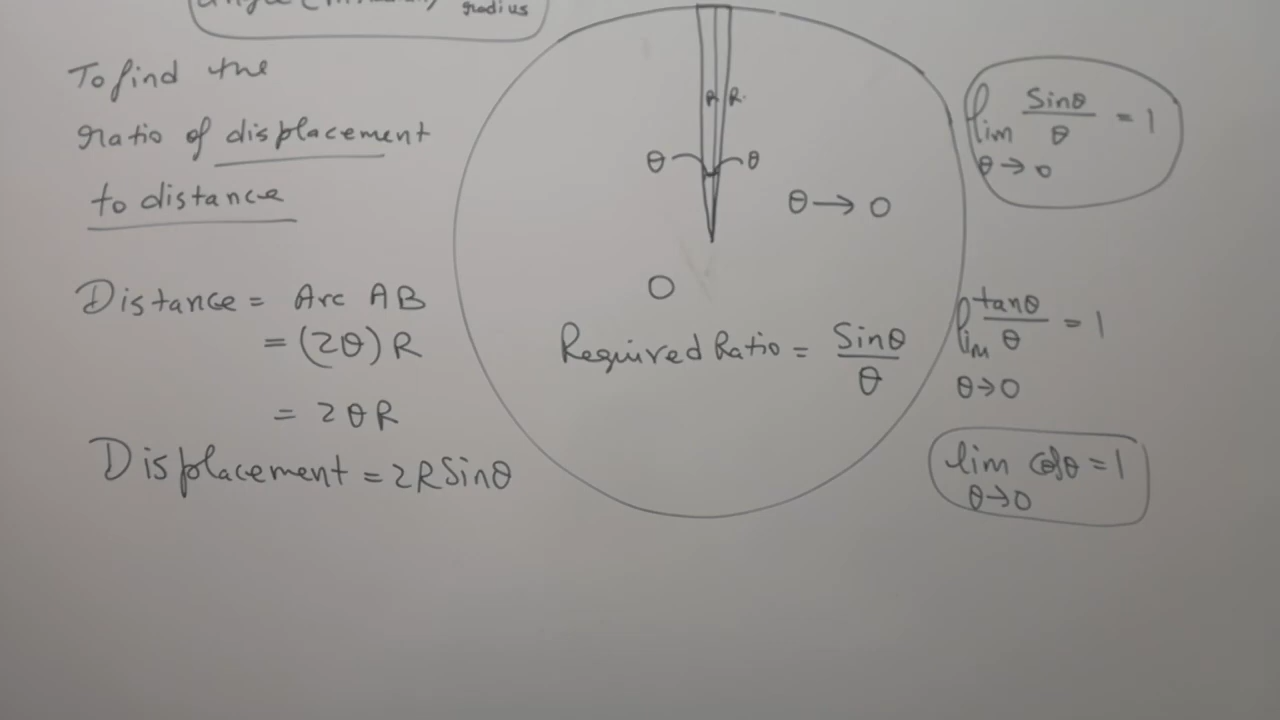 radius
To find the
ratio of displacement
to distance
Distance = Arc AB
= (2θ) R
= 2θR
Displacement = 2R Sinθ
R R
θ θ
θ → 0
O
Required Ratio = Sinθ / θ
lim Sinθ / θ = 1
θ → 0
lim tanθ / θ = 1
θ → 0
lim cosθ = 1
θ → 0